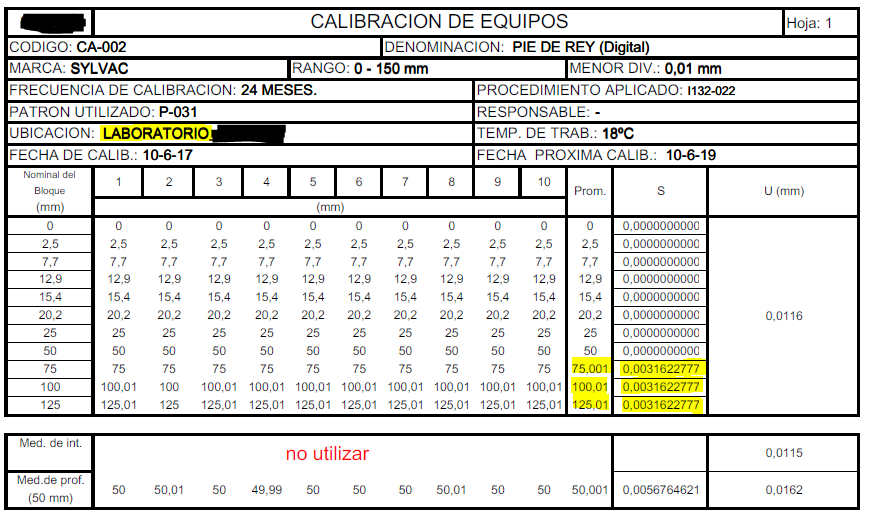 CALIBRACION DE EQUIPOS Hoja: 1
CODIGO: CA-002 DENOMINACION: PIE DE REY (Digital)
MARCA: SYLVAC RANGO: 0 - 150 mm MENOR DIV.: 0,01 mm
FRECUENCIA DE CALIBRACION: 24 MESES. PROCEDIMIENTO APLICADO: I132-022
PATRON UTILIZADO: P-031 RESPONSABLE: -
UBICACION: LABORATORIO TEMP. DE TRAB.: 18ºC
FECHA DE CALIB.: 10-6-17 FECHA PROXIMA CALIB.: 10-6-19
Nominal del Bloque (mm) 1 2 3 4 5 6 7 8 9 10 Prom. S U (mm)
(mm)
0 0 0 0 0 0 0 0 0 0 0 0 0,0000000000
2,5 2,5 2,5 2,5 2,5 2,5 2,5 2,5 2,5 2,5 2,5 2,5 0,0000000000
7,7 7,7 7,7 7,7 7,7 7,7 7,7 7,7 7,7 7,7 7,7 7,7 0,0000000000
12,9 12,9 12,9 12,9 12,9 12,9 12,9 12,9 12,9 12,9 12,9 12,9 0,0000000000
15,4 15,4 15,4 15,4 15,4 15,4 15,4 15,4 15,4 15,4 15,4 15,4 0,0000000000
20,2 20,2 20,2 20,2 20,2 20,2 20,2 20,2 20,2 20,2 20,2 20,2 0,0000000000 0,0116
25 25 25 25 25 25 25 25 25 25 25 25 0,0000000000
50 50 50 50 50 50 50 50 50 50 50 50 0,0000000000
75 75 75 75 75 75 75 75 75 75 75 75,001 0,0031622777
100 100,01 100 100,01 100,01 100,01 100,01 100,01 100,01 100,01 100,01 100,01 0,0031622777
125 125,01 125 125,01 125,01 125,01 125,01 125,01 125,01 125,01 125,01 125,01 0,0031622777
Med. de int. no utilizar 0,0115
Med.de prof. (50 mm) 50 50,01 50 49,99 50 50 50 50,01 50 50 50,001 0,0056764621 0,0162